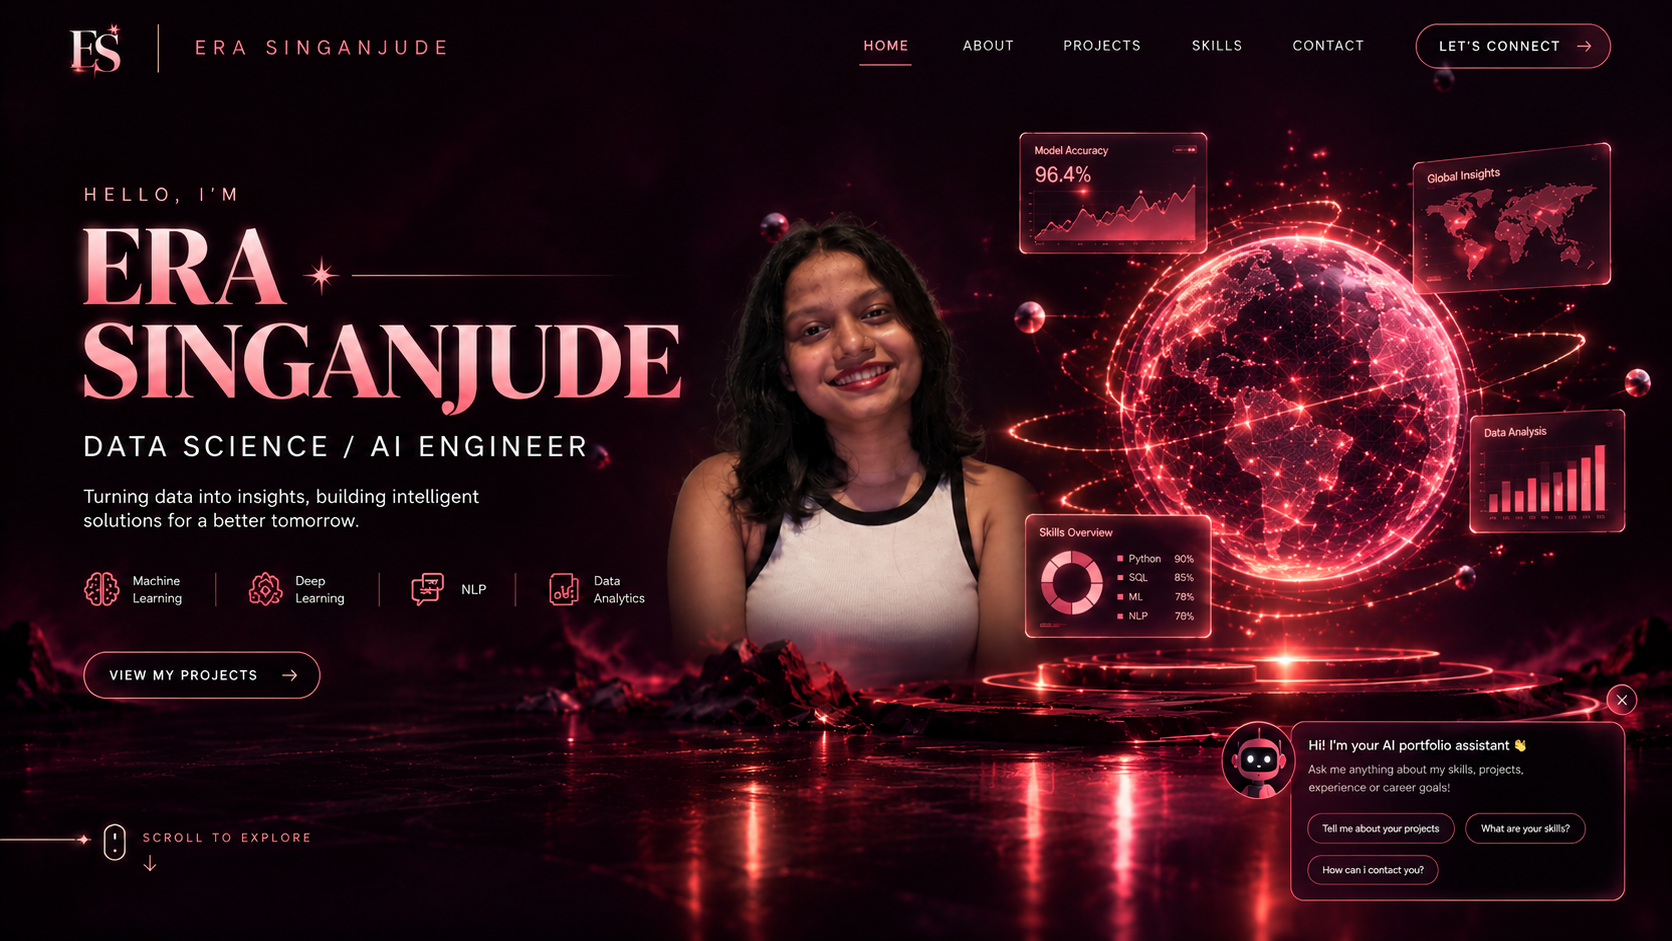 ES
ERA SINGANJUDE
HOME
ABOUT
PROJECTS
SKILLS
CONTACT
LET'S CONNECT
HELLO, I'M
ERA
SINGANJUDE
DATA SCIENCE / AI ENGINEER
Turning data into insights, building intelligent
solutions for a better tomorrow.
Machine
Learning
Deep
Learning
NLP
Data
Analytics
VIEW MY PROJECTS
SCROLL TO EXPLORE
Model Accuracy
96.4%
Global Insights
Data Analysis
Skills Overview
Python 90%
SQL 85%
ML 78%
NLP 78%
Hi! I'm your AI portfolio assistant 👋
Ask me anything about my skills, projects,
experience or career goals!
Tell me about your projects
What are your skills?
How can i contact you?